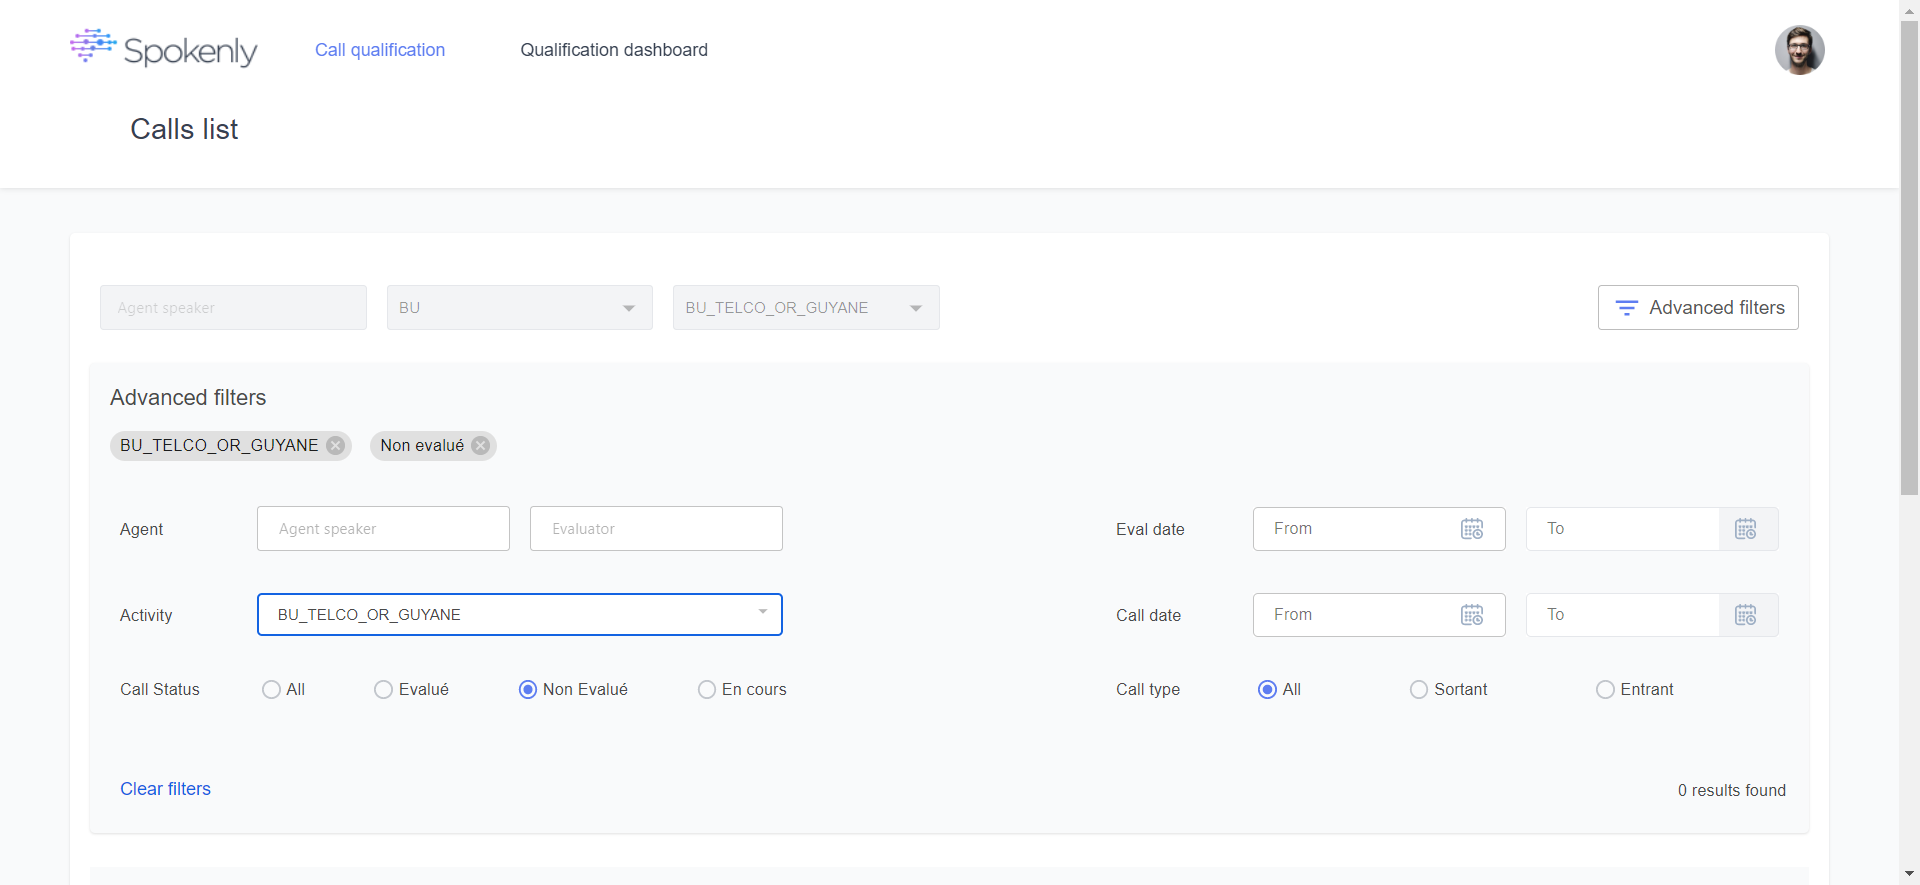 Spokenly
Call qualification
Qualification dashboard
Calls list
Agent speaker
BU
BU_TELCO_OR_GUYANE
Advanced filters
Advanced filters
BU_TELCO_OR_GUYANE
Non evalué
Agent
Agent speaker
Evaluator
Eval date
From
To
Activity
BU_TELCO_OR_GUYANE
Call date
From
To
Call Status
All
Evalué
Non Evalué
En cours
Call type
All
Sortant
Entrant
Clear filters
0 results found